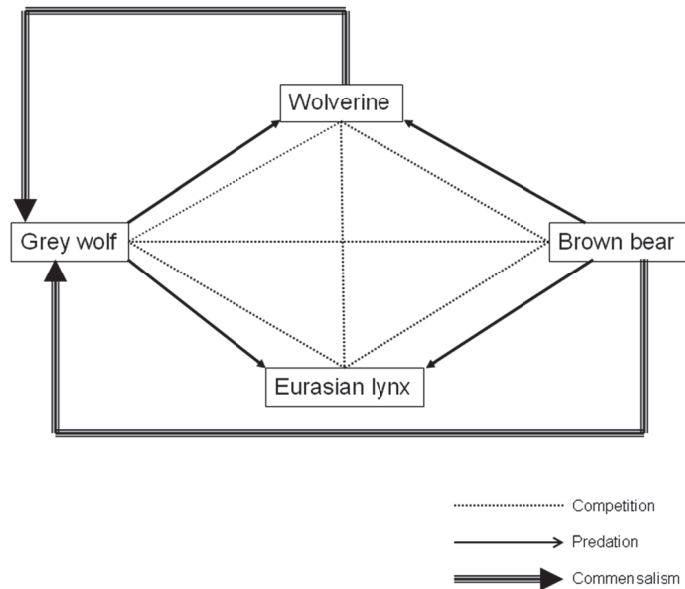 Wolverine
Grey wolf
Brown bear
Eurasian lynx
Competition
Predation
Commensalism